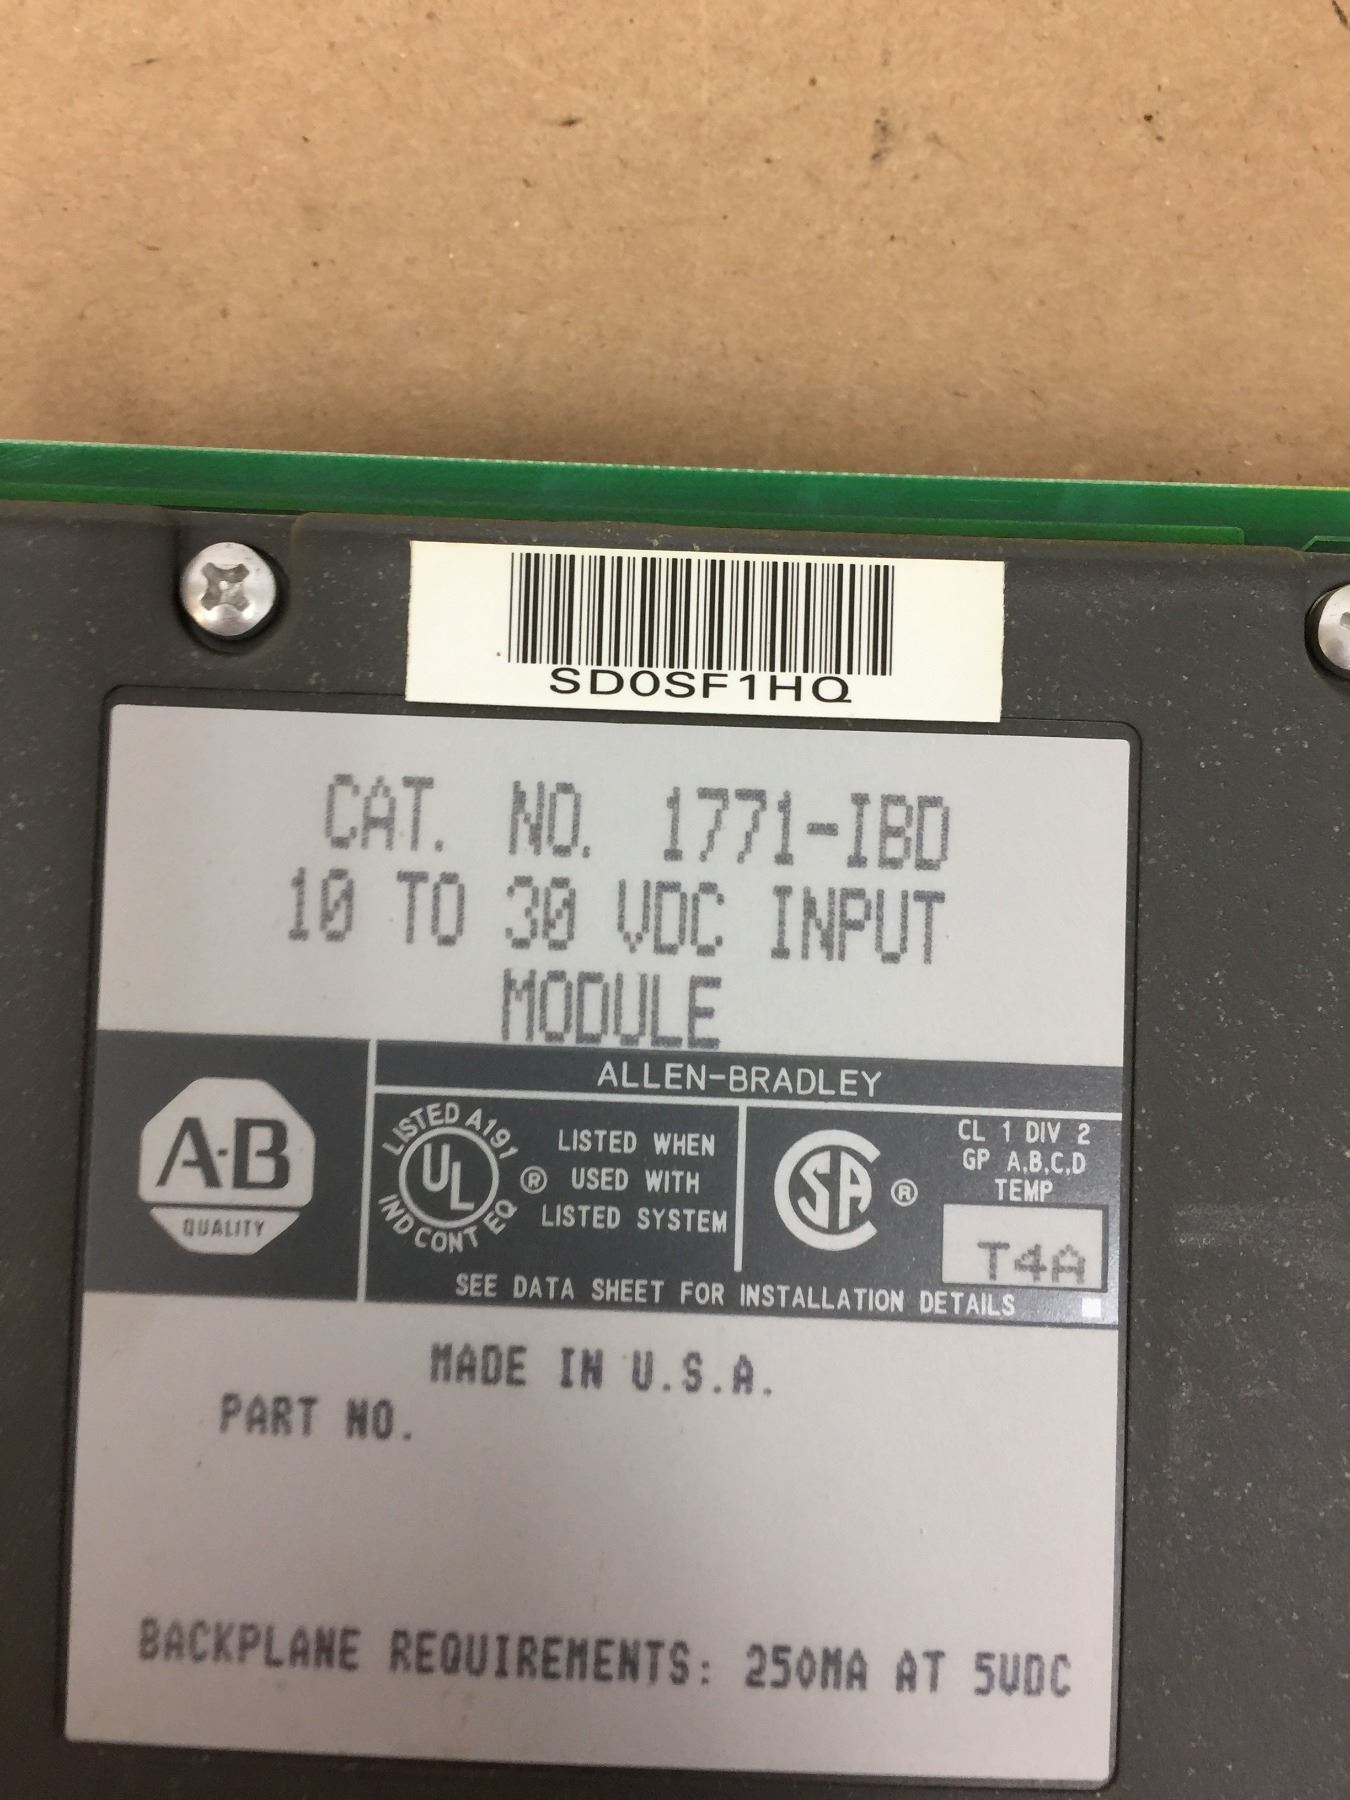 SD0SF1HQ
CAT. NO. 1771-IBD
10 TO 30 VDC INPUT
MODULE
ALLEN-BRADLEY
A-B
QUALITY
LISTED A191
UL ®
IND CONT EQ
LISTED WHEN
USED WITH
LISTED SYSTEM
SA ®
CL 1 DIV 2
GP A,B,C,D
TEMP
T4A
SEE DATA SHEET FOR INSTALLATION DETAILS
MADE IN U.S.A.
PART NO.
BACKPLANE REQUIREMENTS: 250MA AT 5VDC